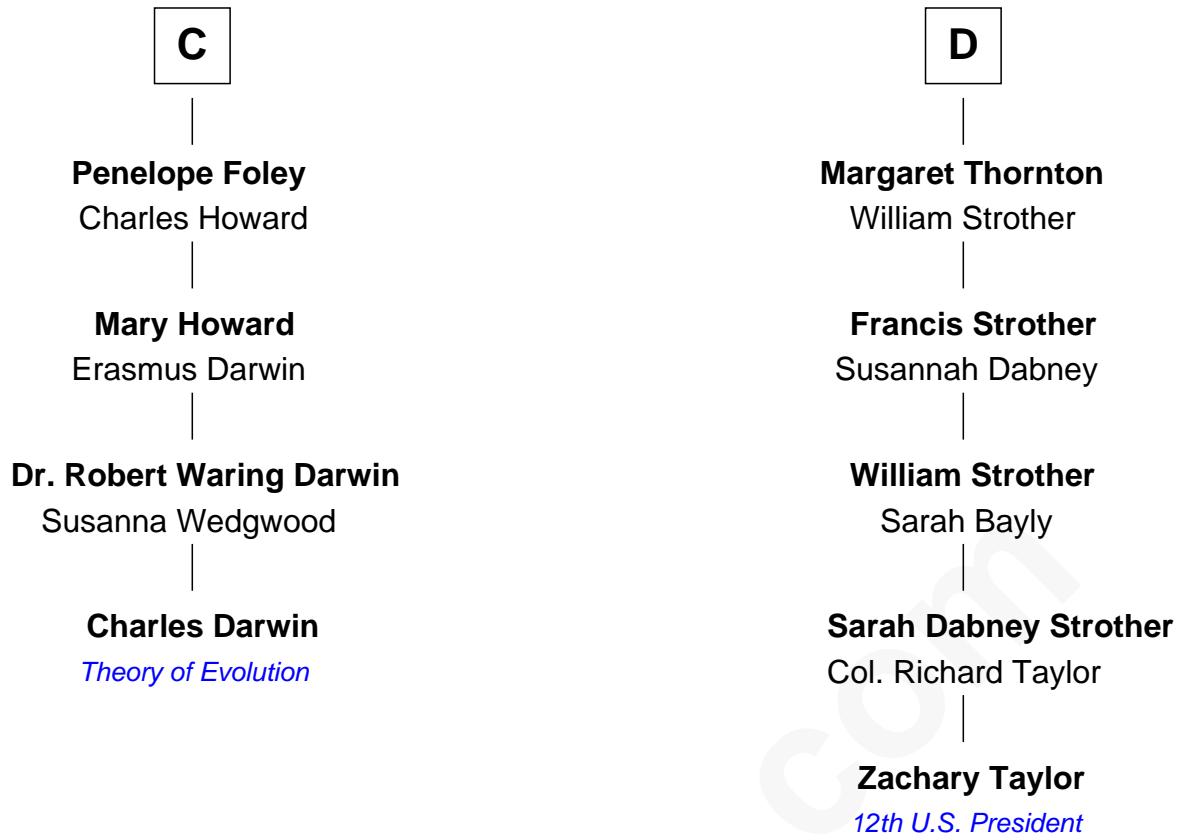 C
Penelope Foley
Charles Howard
Mary Howard
Erasmus Darwin
Dr. Robert Waring Darwin
Susanna Wedgwood
Charles Darwin
Theory of Evolution
D
Margaret Thornton
William Strother
Francis Strother
Susannah Dabney
William Strother
Sarah Bayly
Sarah Dabney Strother
Col. Richard Taylor
Zachary Taylor
12th U.S. President
com